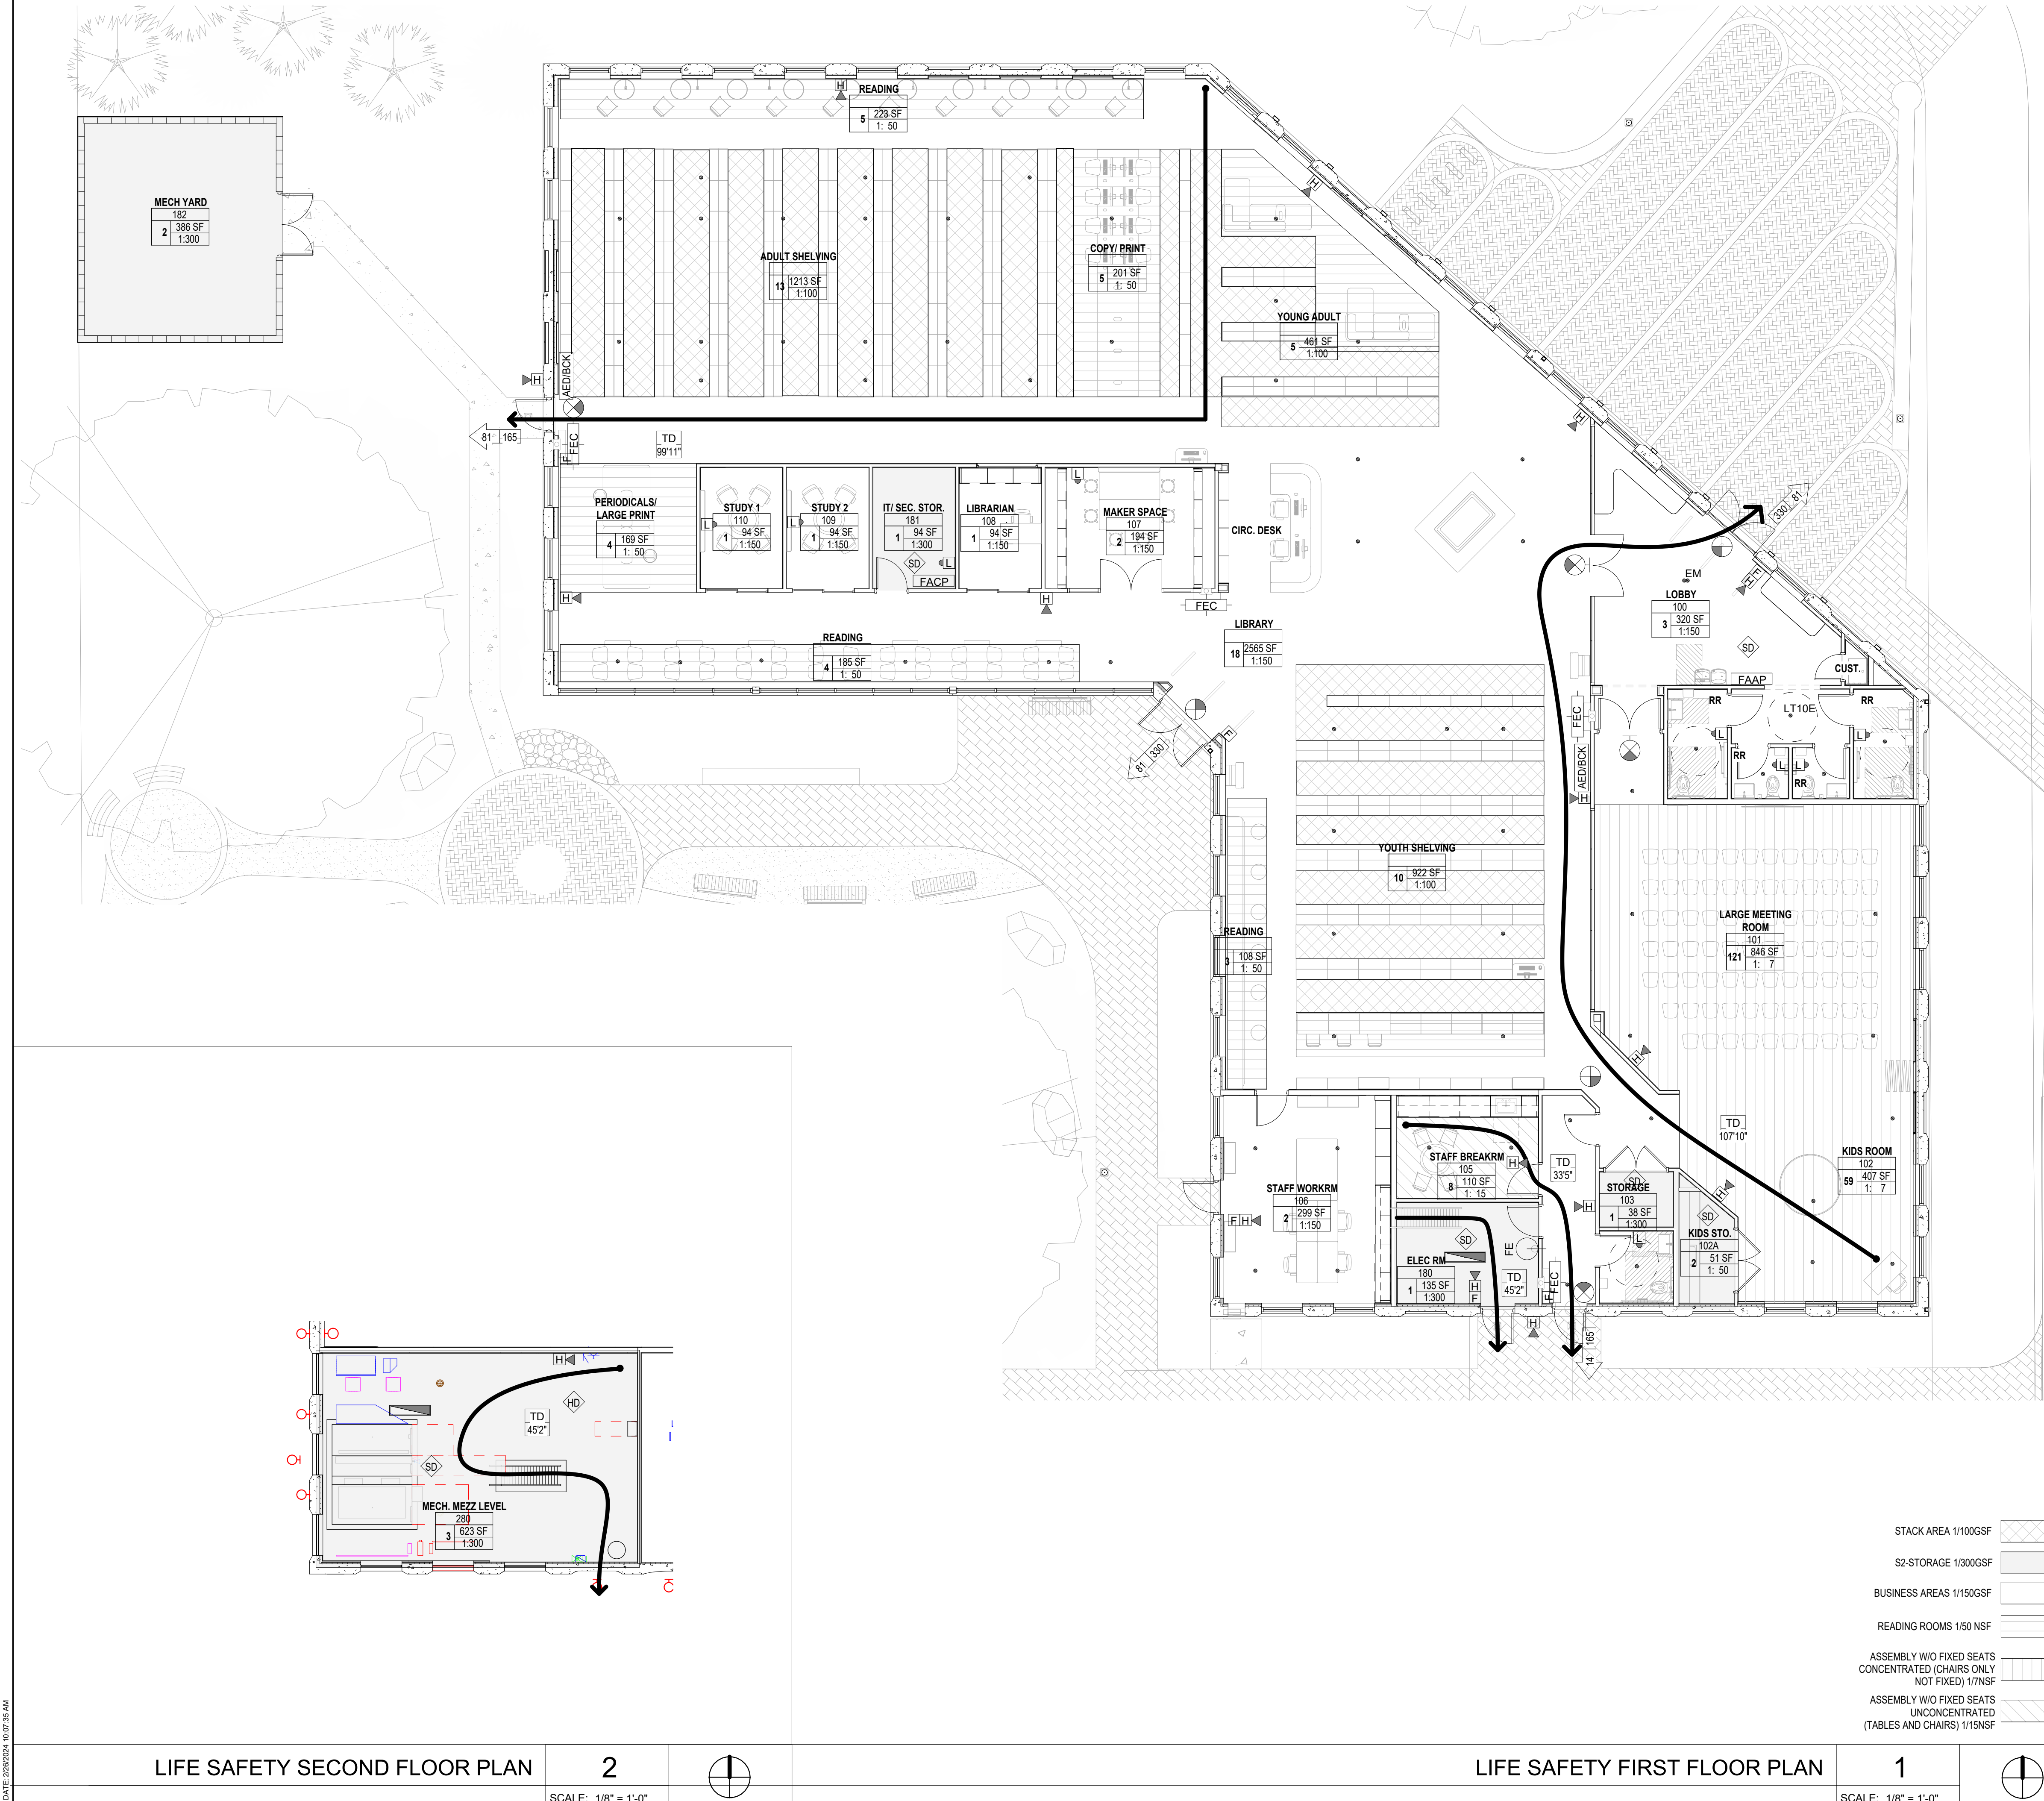 H
READING
5
223 SF
1: 50
H
MECH YARD
182
2
386 SF
1:300
ADULT SHELVING
13
1213 SF
1:100
COPY/ PRINT
5
201 SF
1: 50
YOUNG ADULT
5
461 SF
1:100
H
AED/BCK
H
81
165
F
FEC
TD
99'11"
330
81
PERIODICALS/
LARGE PRINT
4
169 SF
1: 50
STUDY 1
110
1
94 SF
1:150
L
STUDY 2
109
1
94 SF
1:150
L
IT/ SEC. STOR.
181
1
94 SF
1:300
SD
L
FACP
LIBRARIAN
108
1
94 SF
1:150
L
MAKER SPACE
107
2
194 SF
1:150
CIRC. DESK
H
H
FEC
EM
F
H
LOBBY
100
3
320 SF
1:150
SD
CUST.
FAAP
LIBRARY
18
2565 SF
1:150
READING
4
185 SF
1: 50
RR
LT10E
RR
L
L
RR
L
L
RR
FEC
AED/BCK
H
81
330
F
YOUTH SHELVING
10
922 SF
1:100
READING
3
108 SF
1: 50
LARGE MEETING
ROOM
101
121
846 SF
1: 7
H
TD
107'10"
KIDS ROOM
102
59
407 SF
1: 7
STAFF BREAKRM
105
8
110 SF
1: 15
H
TD
33'5"
STAFF WORKRM
106
2
299 SF
1:150
F
H
H
SD
STORAGE
103
1
38 SF
1:300
H
SD
KIDS STO.
102A
2
51 SF
1: 50
L
SD
FE
ELEC RM
180
1
135 SF
1:300
H
F
TD
45'2"
F
FEC
H
14
165
H
HD
TD
45'2"
SD
MECH. MEZZ LEVEL
280
3
623 SF
1:300
STACK AREA 1/100GSF
S2-STORAGE 1/300GSF
BUSINESS AREAS 1/150GSF
READING ROOMS 1/50 NSF
ASSEMBLY W/O FIXED SEATS
CONCENTRATED (CHAIRS ONLY
NOT FIXED) 1/7NSF
ASSEMBLY W/O FIXED SEATS
UNCONCENTRATED
(TABLES AND CHAIRS) 1/15NSF
DATE: 2/26/2024 10:07:35 AM
LIFE SAFETY SECOND FLOOR PLAN
2
SCALE: 1/8" = 1'-0"
LIFE SAFETY FIRST FLOOR PLAN
1
SCALE: 1/8" = 1'-0"